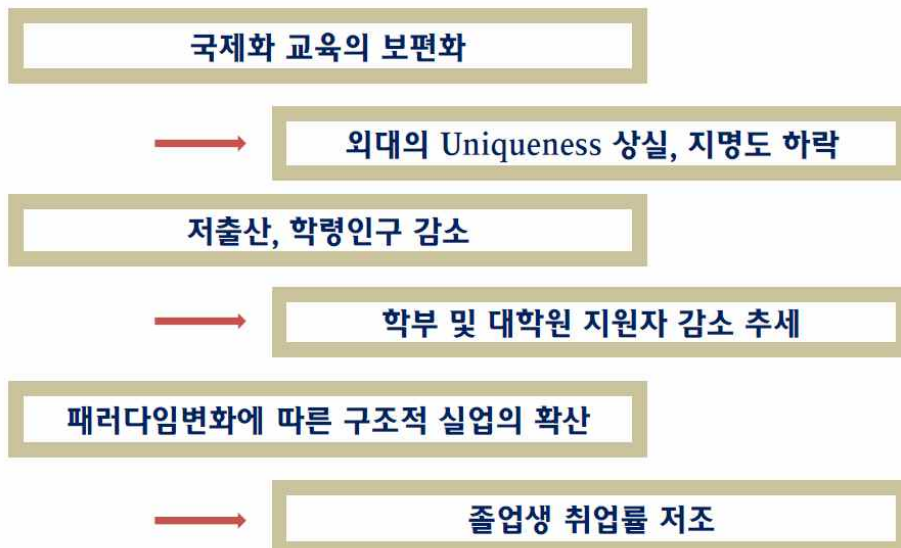 국제화 교육의 보편화
외대의 Uniqueness 상실, 지명도 하락
저출산, 학령인구 감소
학부 및 대학원 지원자 감소 추세
패러다임변화에 따른 구조적 실업의 확산
졸업생 취업률 저조